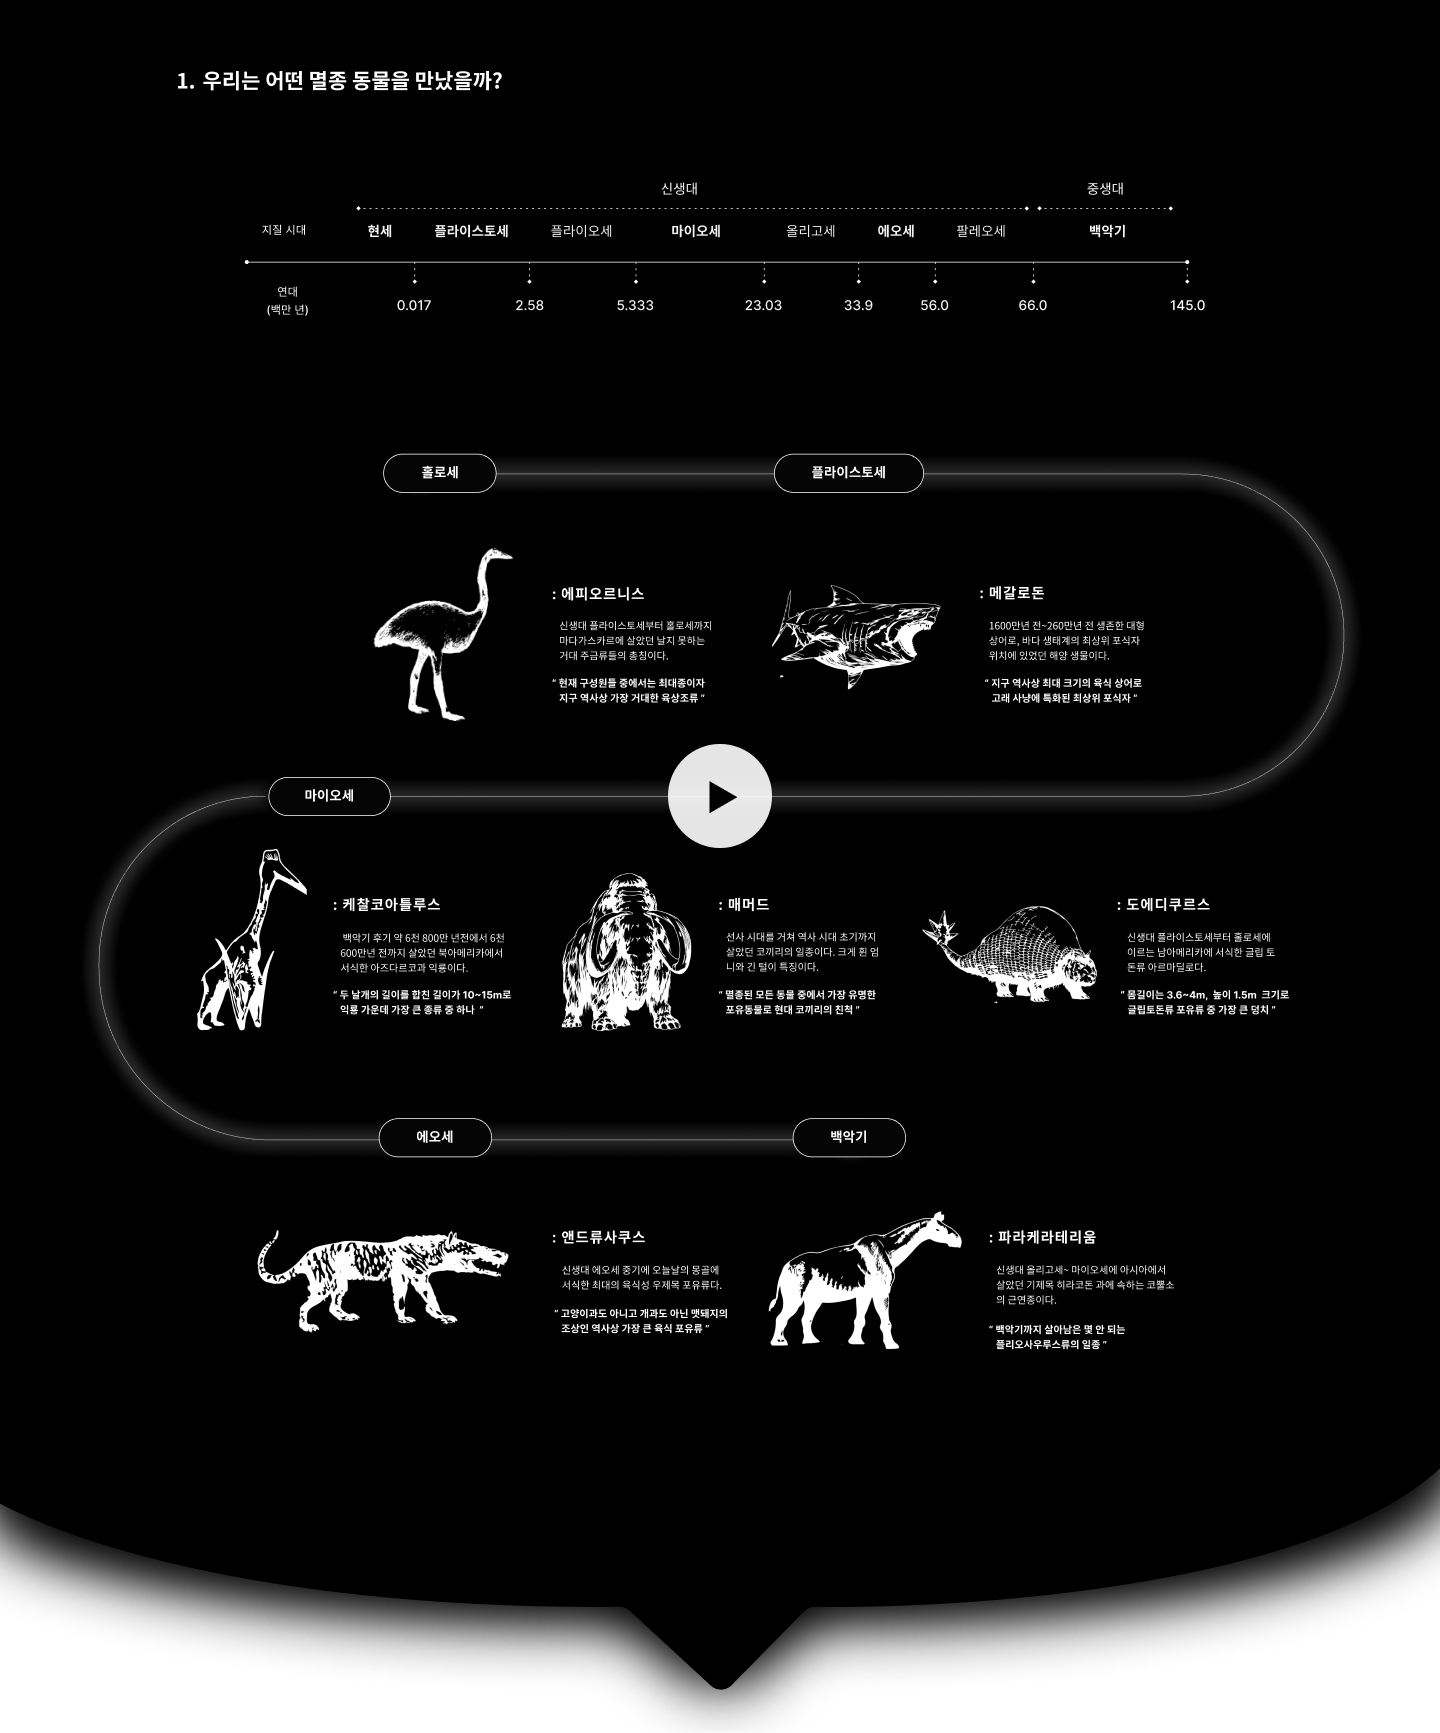 1. 우리는 어떤 멸종 동물을 만났을까?
신생대 중생대
지질 시대 현세 플라이스토세 플라이오세 마이오세 올리고세 에오세 팔레오세 백악기
연대
(백만 년)
0.017 2.58 5.333 23.03 33.9 56.0 66.0 145.0
홀로세
플라이스토세
: 에피오르니스
신생대 플라이스토세부터 홀로세까지
마다가스카르에 살았던 날지 못하는
거대 주금류들의 총칭이다.
“ 현재 구성원들 중에서는 최대종이자
지구 역사상 가장 거대한 육상조류 ”
: 메갈로돈
1600만년 전~260만년 전 생존한 대형
상어로, 바다 생태계의 최상위 포식자
위치에 있었던 해양 생물이다.
“ 지구 역사상 최대 크기의 육식 상어로
고래 사냥에 특화된 최상위 포식자 ”
마이오세
: 케찰코아틀루스
백악기 후기 약 6천 800만 년전에서 6천
600만년 전까지 살았던 북아메리카에서
서식한 아즈다르코과 익룡이다.
“ 두 날개의 길이를 합친 길이가 10~15m로
익룡 가운데 가장 큰 종류 중 하나 ”
: 매머드
선사 시대를 거쳐 역사 시대 초기까지
살았던 코끼리의 일종이다. 크게 휜 엄
니와 긴 털이 특징이다.
“ 멸종된 모든 동물 중에서 가장 유명한
포유동물로 현대 코끼리의 친척 ”
: 도에디쿠르스
신생대 플라이스토세부터 홀로세에
이르는 남아메리카에 서식한 글립 토
돈류 아르마딜로다.
“ 몸길이는 3.6~4m, 높이 1.5m 크기로
글립토돈류 포유류 중 가장 큰 덩치 ”
에오세
백악기
: 앤드류사쿠스
신생대 에오세 중기에 오늘날의 몽골에
서식한 최대의 육식성 우제목 포유류다.
“ 고양이과도 아니고 개과도 아닌 맷돼지의
조상인 역사상 가장 큰 육식 포유류 ”
: 파라케라테리움
신생대 올리고세~ 마이오세에 아시아에서
살았던 기제목 히라코돈 과에 속하는 코뿔소
의 근연종이다.
“ 백악기까지 살아남은 몇 안 되는
플리오사우루스류의 일종 ”